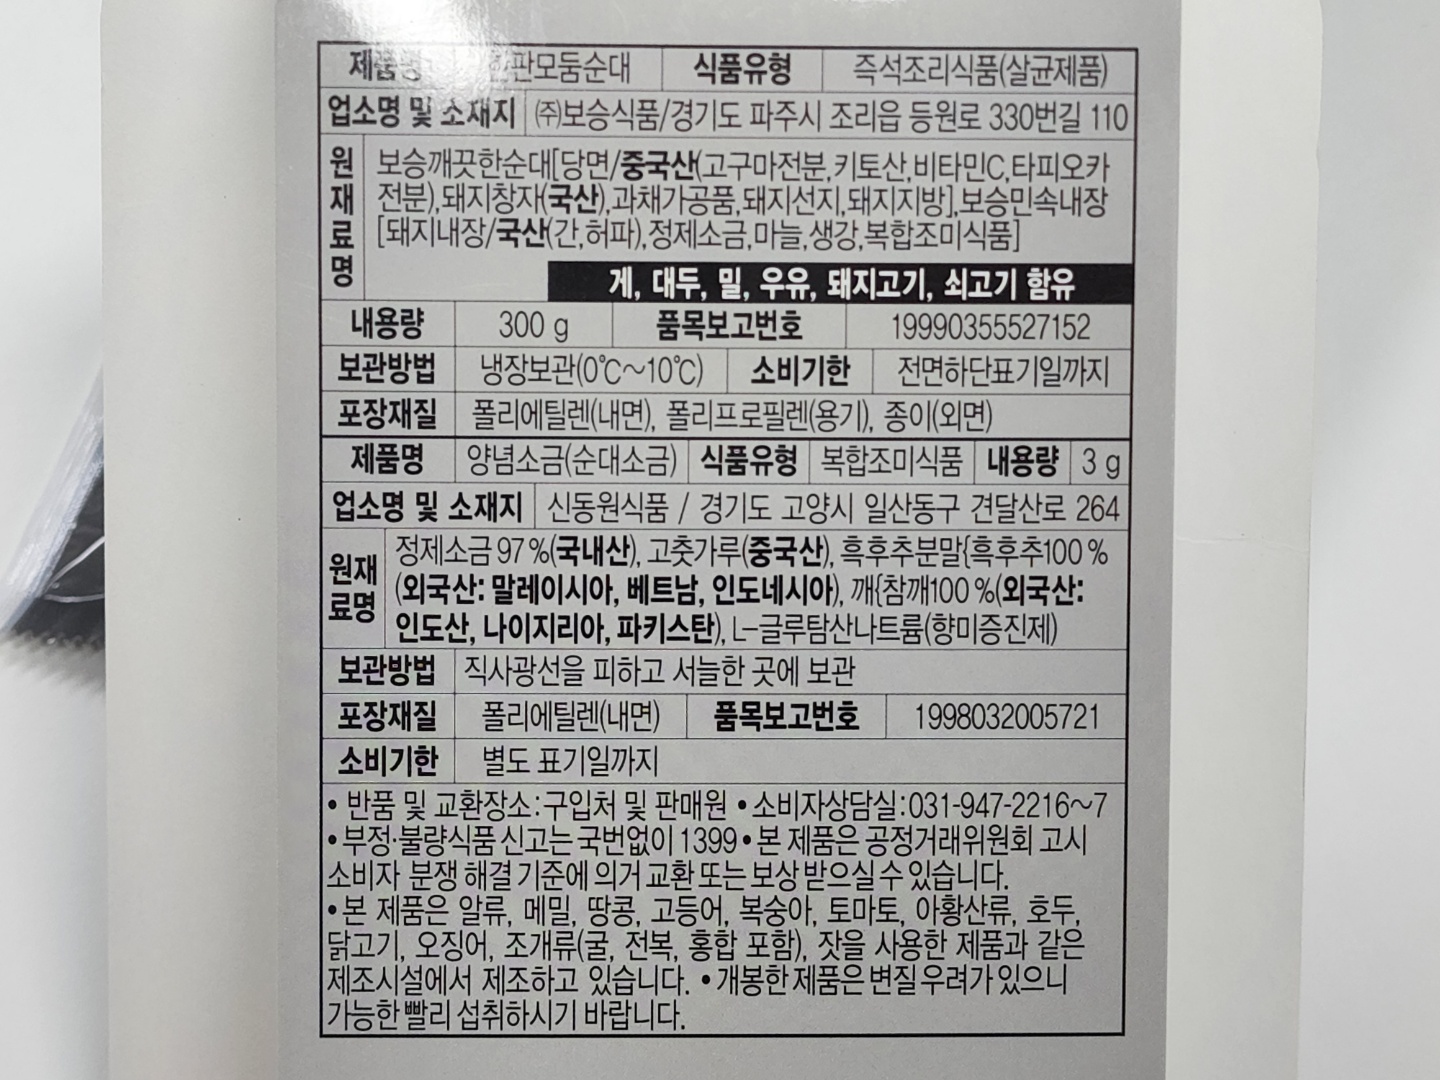 제품명 한판모둠순대 식품유형 즉석조리식품(살균제품)
업소명 및 소재지 ㈜보승식품/경기도 파주시 조리읍 등원로 330번길 110
원재료명 보승깨끗한순대[당면/중국산(고구마전분,키토산,비타민C,타피오카
전분),돼지창자(국산),과채가공품,돼지선지,돼지지방],보승민속내장
[돼지내장/국산(간,허파),정제소금,마늘,생강,복합조미식품]
게, 대두, 밀, 우유, 돼지고기, 쇠고기 함유
내용량 300 g 품목보고번호 19990355527152
보관방법 냉장보관(0℃~10℃) 소비기한 전면하단표기일까지
포장재질 폴리에틸렌(내면), 폴리프로필렌(용기), 종이(외면)
제품명 양념소금(순대소금) 식품유형 복합조미식품 내용량 3 g
업소명 및 소재지 신동원식품 / 경기도 고양시 일산동구 견달산로 264
원재료명 정제소금 97 %(국내산), 고춧가루(중국산), 흑후추분말{흑후추100 %
(외국산: 말레이시아, 베트남, 인도네시아), 깨{참깨100 %(외국산:
인도산, 나이지리아, 파키스탄), L-글루탐산나트륨(향미증진제)
보관방법 직사광선을 피하고 서늘한 곳에 보관
포장재질 폴리에틸렌(내면) 품목보고번호 1998032005721
소비기한 별도 표기일까지
• 반품 및 교환장소:구입처 및 판매원 • 소비자상담실:031-947-2216~7
• 부정·불량식품 신고는 국번없이 1399 • 본 제품은 공정거래위원회 고시
소비자 분쟁 해결 기준에 의거 교환 또는 보상 받으실 수 있습니다.
• 본 제품은 알류, 메밀, 땅콩, 고등어, 복숭아, 토마토, 아황산류, 호두,
닭고기, 오징어, 조개류(굴, 전복, 홍합 포함), 잣을 사용한 제품과 같은
제조시설에서 제조하고 있습니다. • 개봉한 제품은 변질 우려가 있으니
가능한 빨리 섭취하시기 바랍니다.